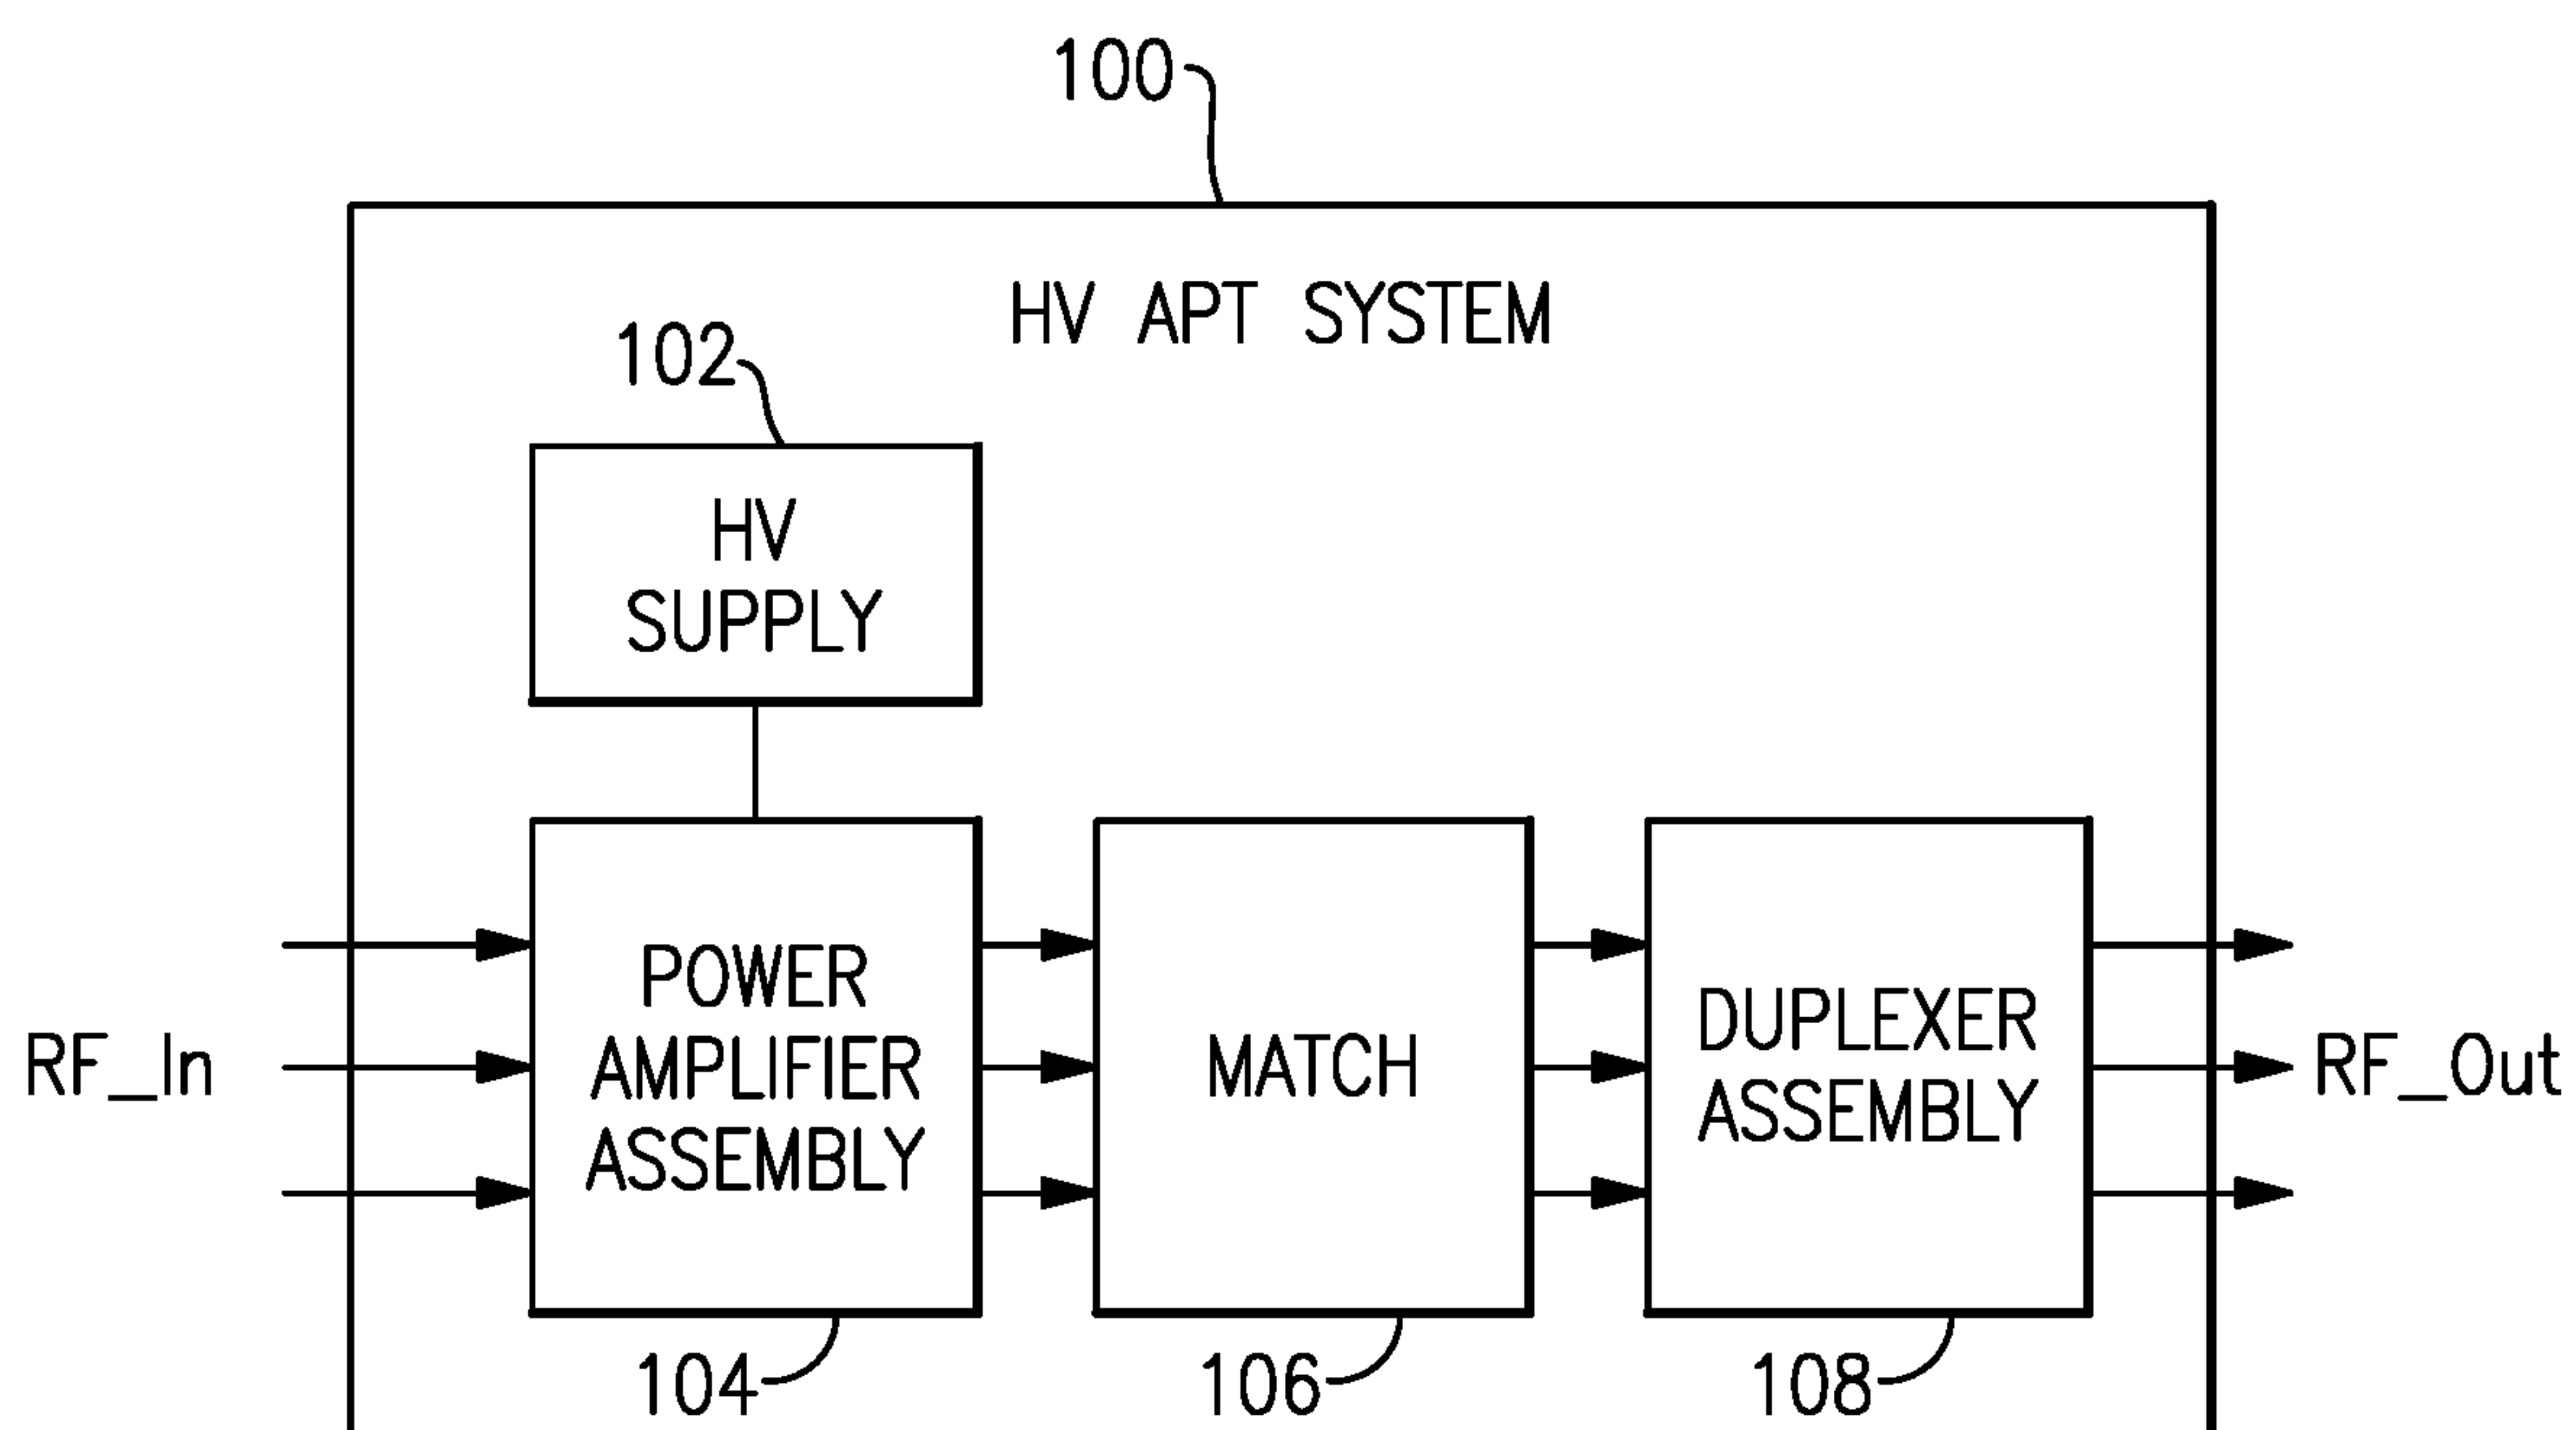 100
HV APT SYSTEM
102
HV
SUPPLY
RF_In
POWER
AMPLIFIER
ASSEMBLY
MATCH
DUPLEXER
ASSEMBLY
RF_Out
104
106
108